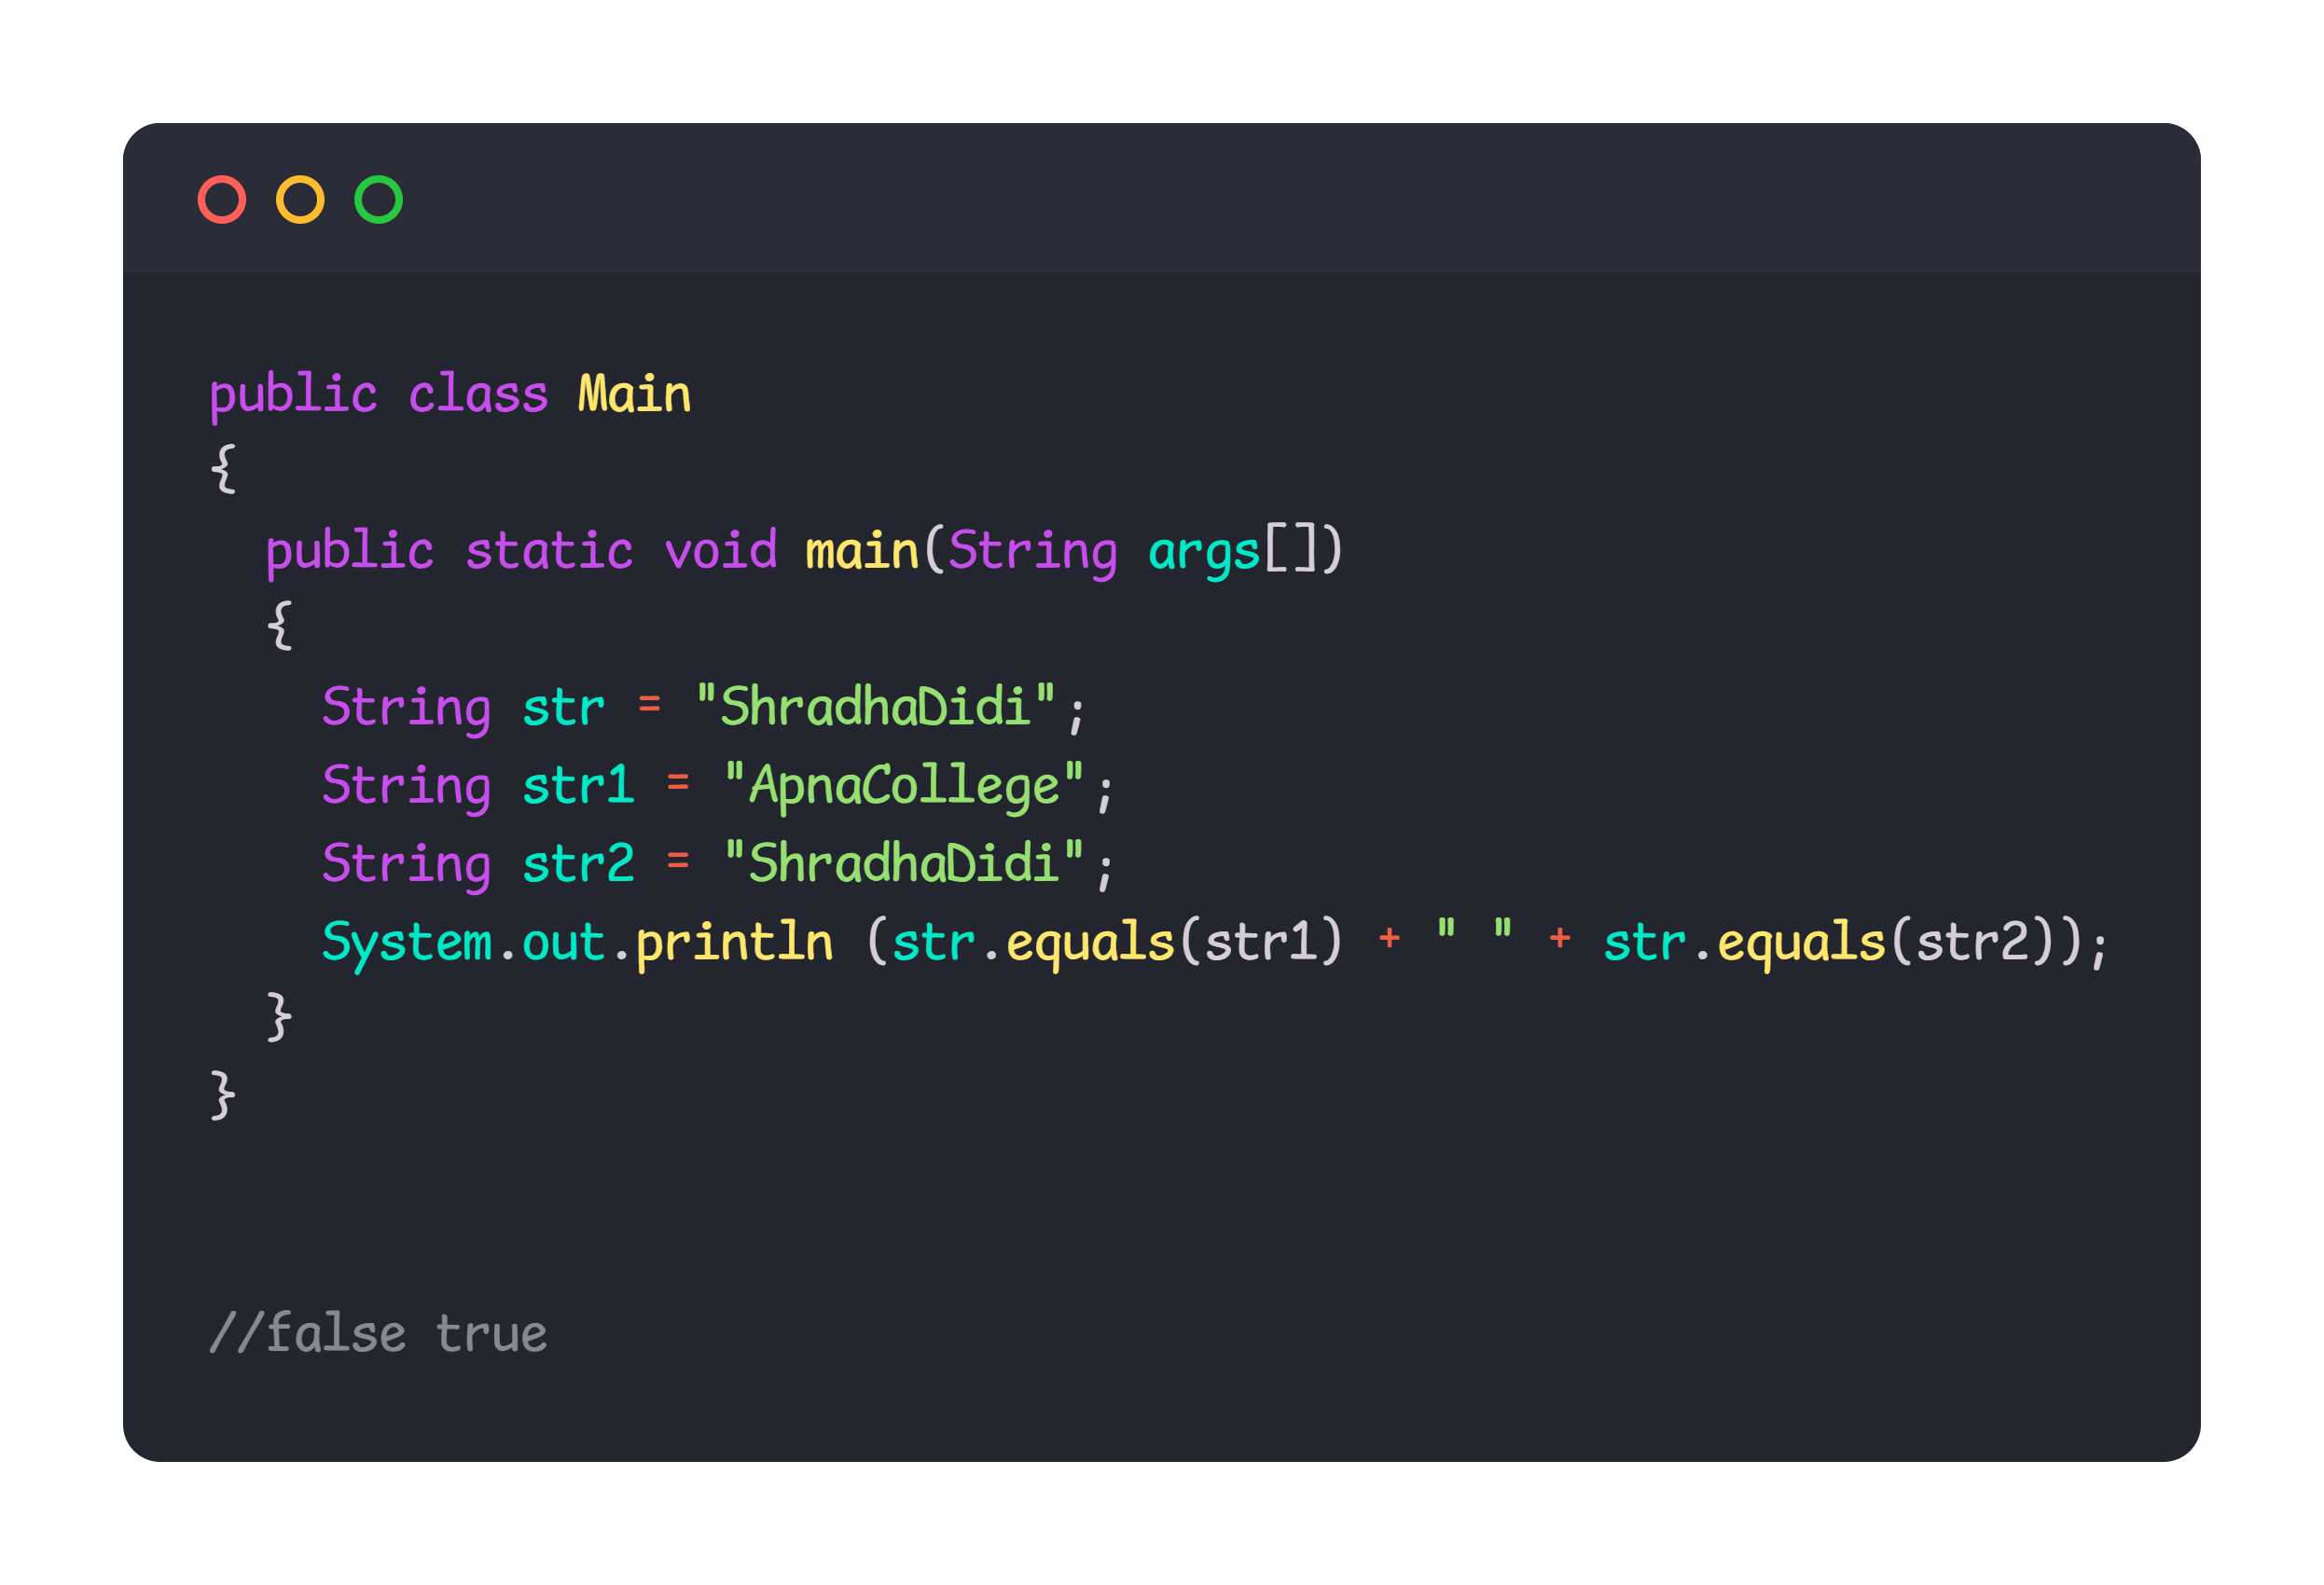 public class Main
{
  public static void main(String args[])
  {
    String str = "ShradhaDidi";
    String str1 = "ApnaCollege";
    String str2 = "ShradhaDidi";
    System.out.println (str.equals(str1) + " " + str.equals(str2));
  }
}
//false true